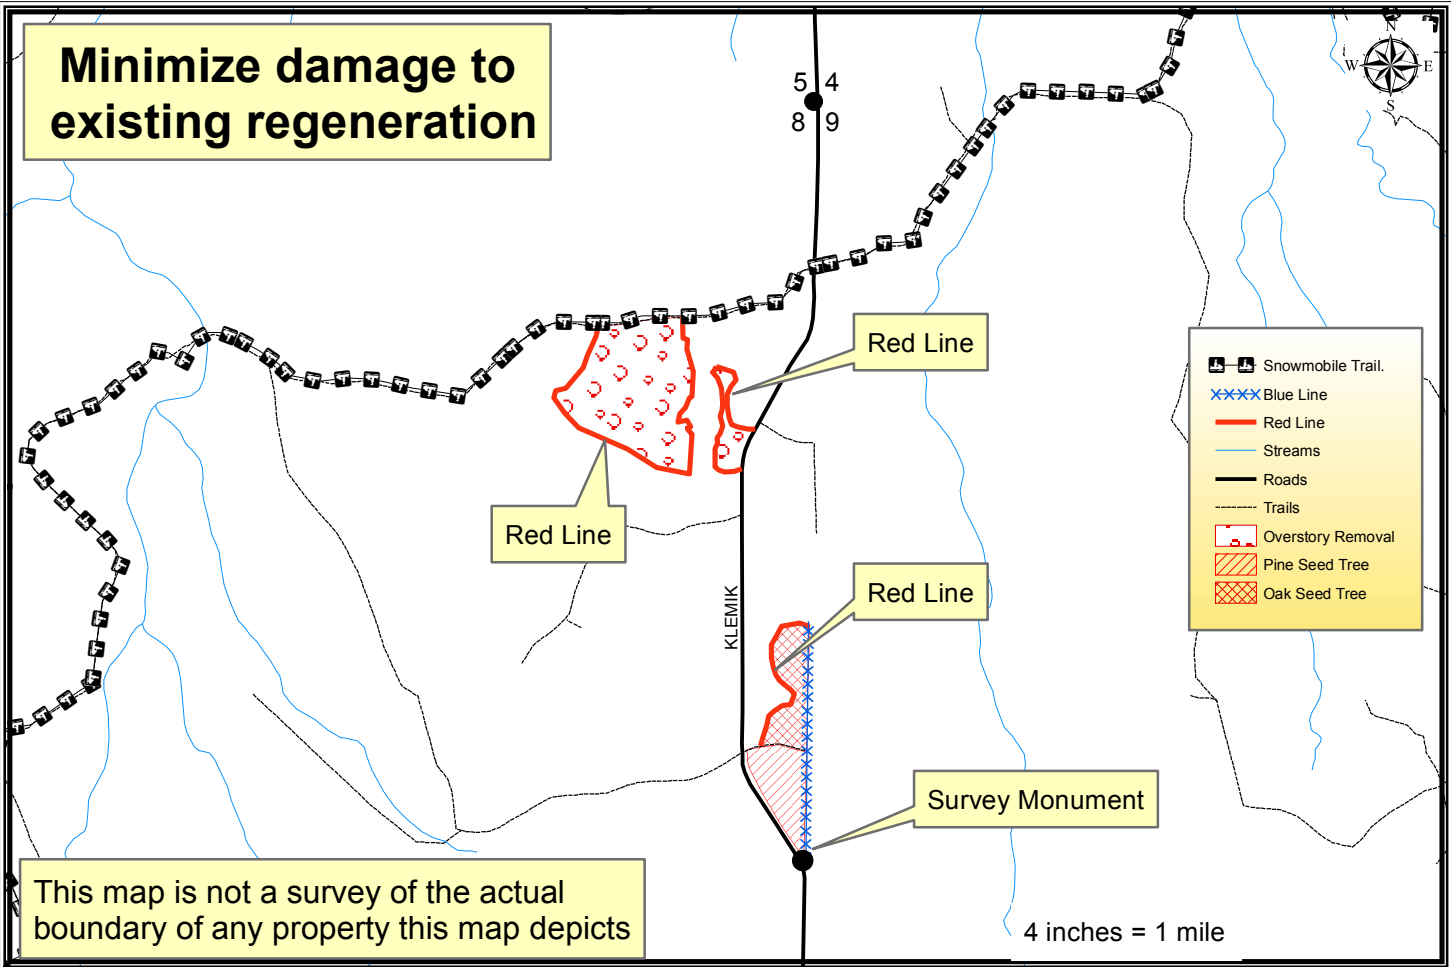 Minimize damage to
existing regeneration
5 4
8 9
N
W E
S
Red Line
Snowmobile Trail.
Blue Line
Red Line
Streams
Roads
Trails
Overstory Removal
Pine Seed Tree
Oak Seed Tree
Red Line
Red Line
KLEMIK
Survey Monument
This map is not a survey of the actual
boundary of any property this map depicts
4 inches = 1 mile